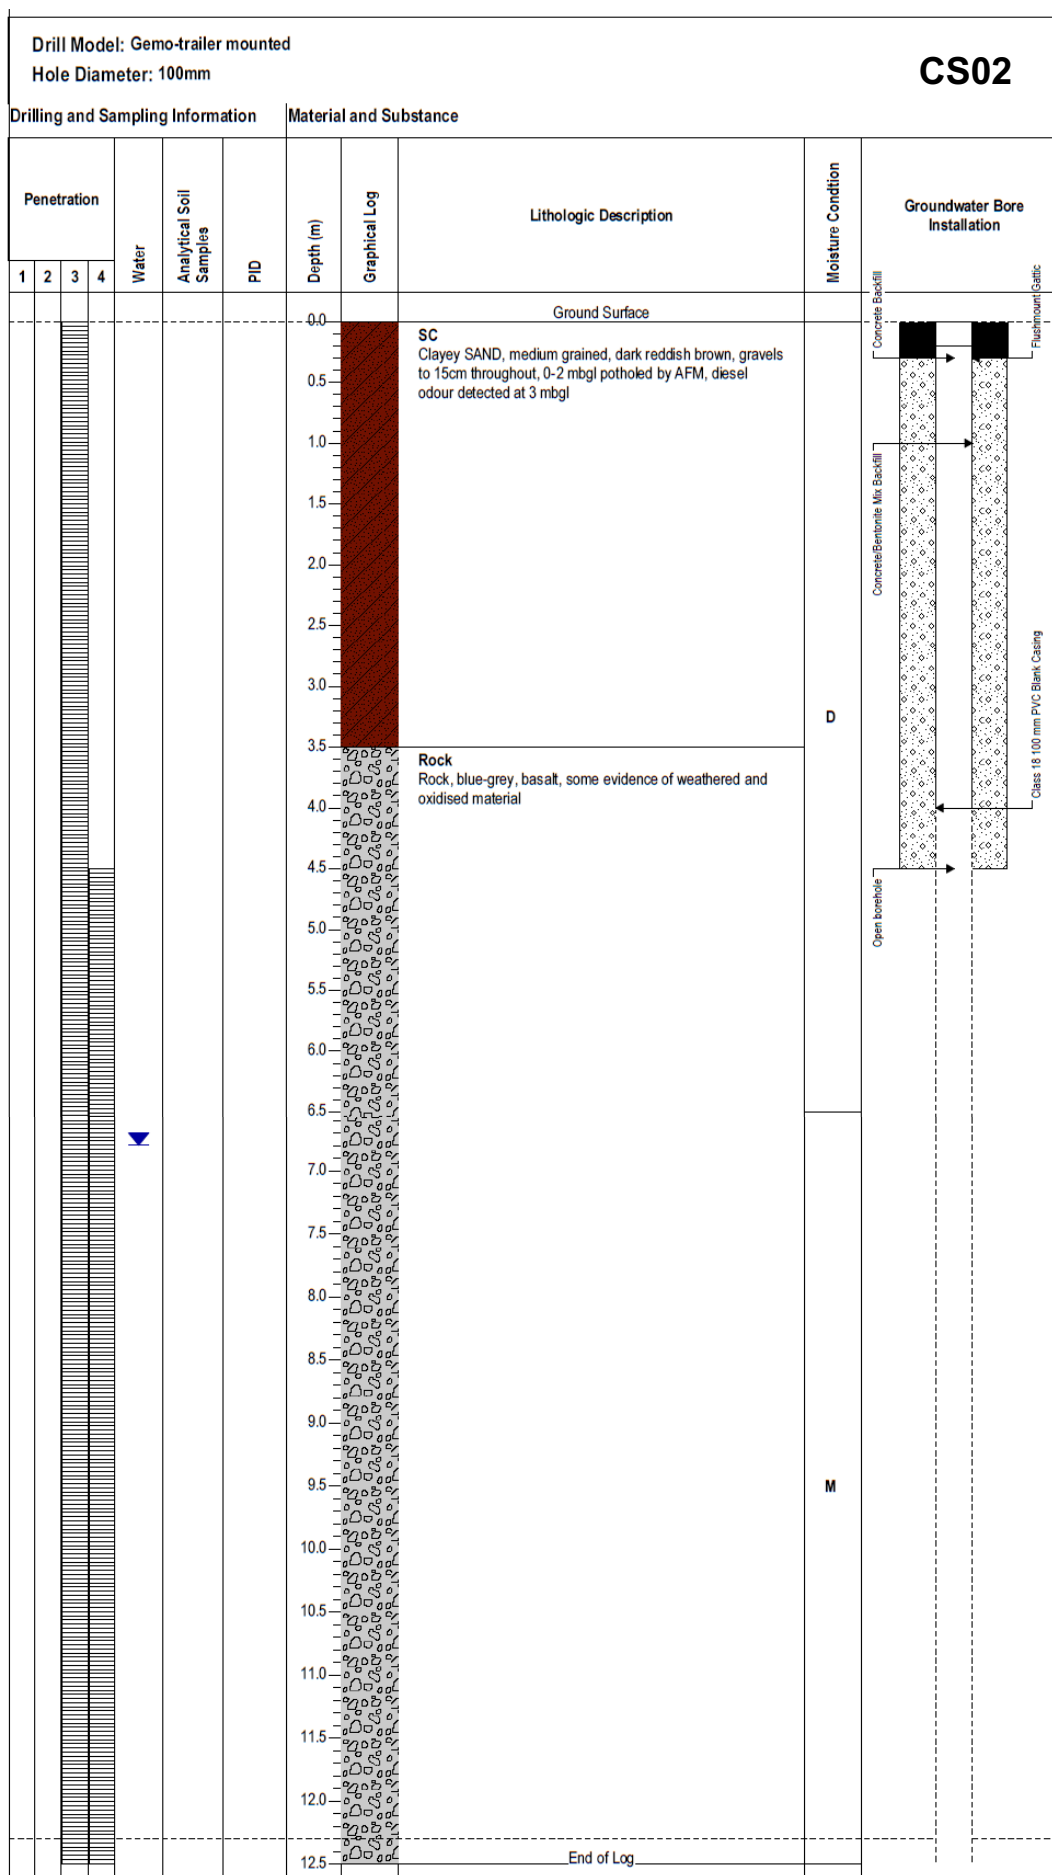 Drill Model: Gemo-trailer mounted
Hole Diameter: 100mm
CS02
Drilling and Sampling Information
Material and Substance
Penetration
1 2 3 4
Water
Analytical Soil
Samples
PID
Depth (m)
Graphical Log
Lithologic Description
Moisture Condtion
Groundwater Bore
Installation
Concrete Backfill
Flushmount Gattic
Ground Surface
0.0
SC
Clayey SAND, medium grained, dark reddish brown, gravels
to 15cm throughout, 0-2 mbgl potholed by AFM, diesel
odour detected at 3 mbgl
0.5
1.0
Concrete/Bentonite Mix Backfill
1.5
2.0
2.5
3.0
D
Class 18 100 mm PVC Blank Casing
3.5
Rock
Rock, blue-grey, basalt, some evidence of weathered and
oxidised material
4.0
4.5
Open borehole
5.0
5.5
6.0
6.5
7.0
7.5
8.0
8.5
9.0
9.5
M
10.0
10.5
11.0
11.5
12.0
12.5
End of Log